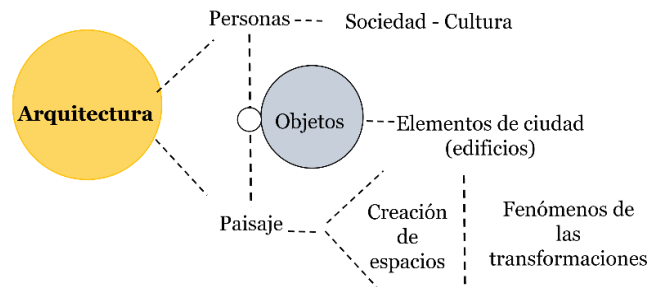 Personas
Sociedad - Cultura
Arquitectura
Objetos
Elementos de ciudad
(edificios)
Paisaje
Creación
de
espacios
Fenómenos de
las
transformaciones